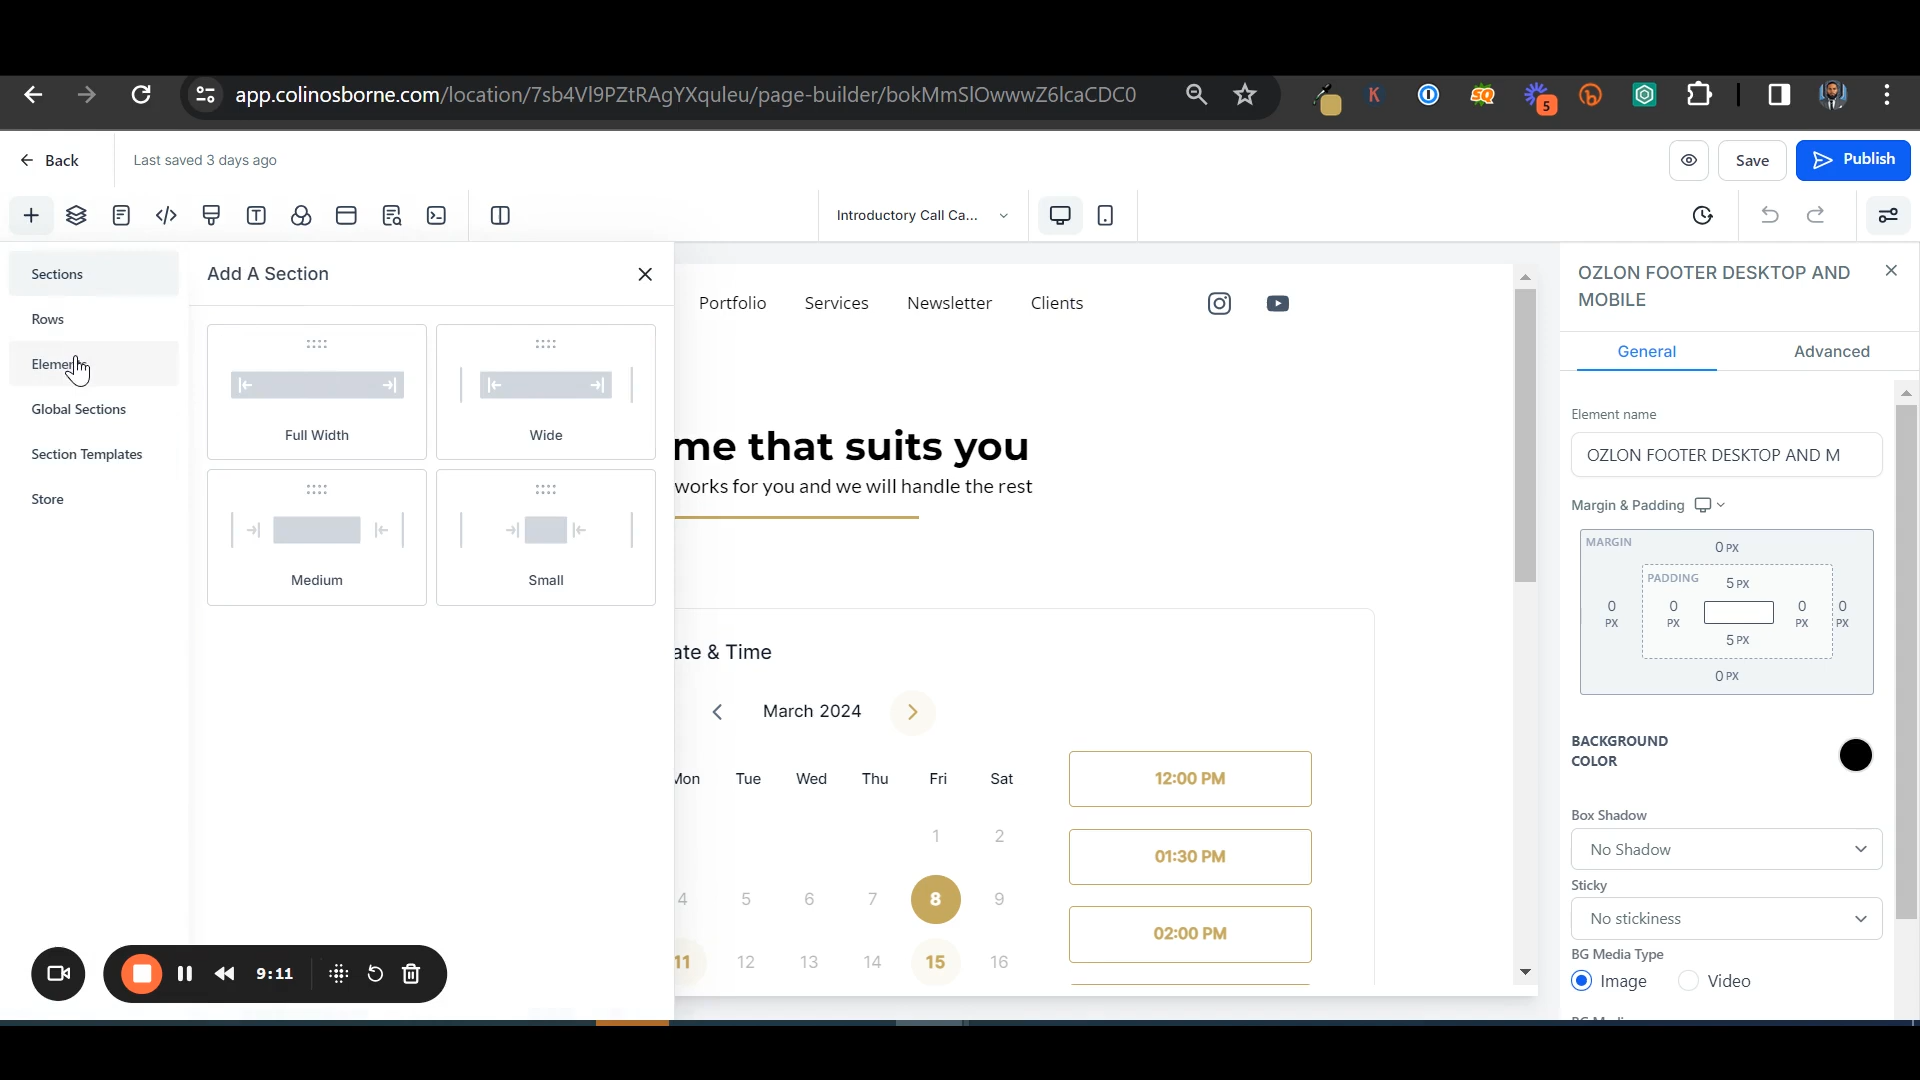 app.colinosborne.com/location/7sb4Vl9PZtRAgYXquleu/page-builder/bokMmSlOwwwZ6lcaCDC0
K
SQ
5
Back
Last saved 3 days ago
Save
Publish
Introductory Call Ca...
Sections
Rows
Global Sections
Section Templates
Store
Add A Section
Full Width
Wide
Medium
Small
Portfolio
Services
Newsletter
Clients
me that suits you
works for you and we will handle the rest
ate & Time
March 2024
Mon Tue Wed Thu Fri Sat
1 2
4 5 6 7 8 9
11 12 13 14 15 16
12:00 PM
01:30 PM
02:00 PM
OZLON FOOTER DESKTOP AND
MOBILE
General
Advanced
Element name
OZLON FOOTER DESKTOP AND M
Margin & Padding
MARGIN
0 PX
PADDING
5 PX
0 PX
0 PX
0 PX
0 PX
5 PX
0 PX
BACKGROUND
COLOR
Box Shadow
No Shadow
Sticky
No stickiness
BG Media Type
Image
Video
9:11